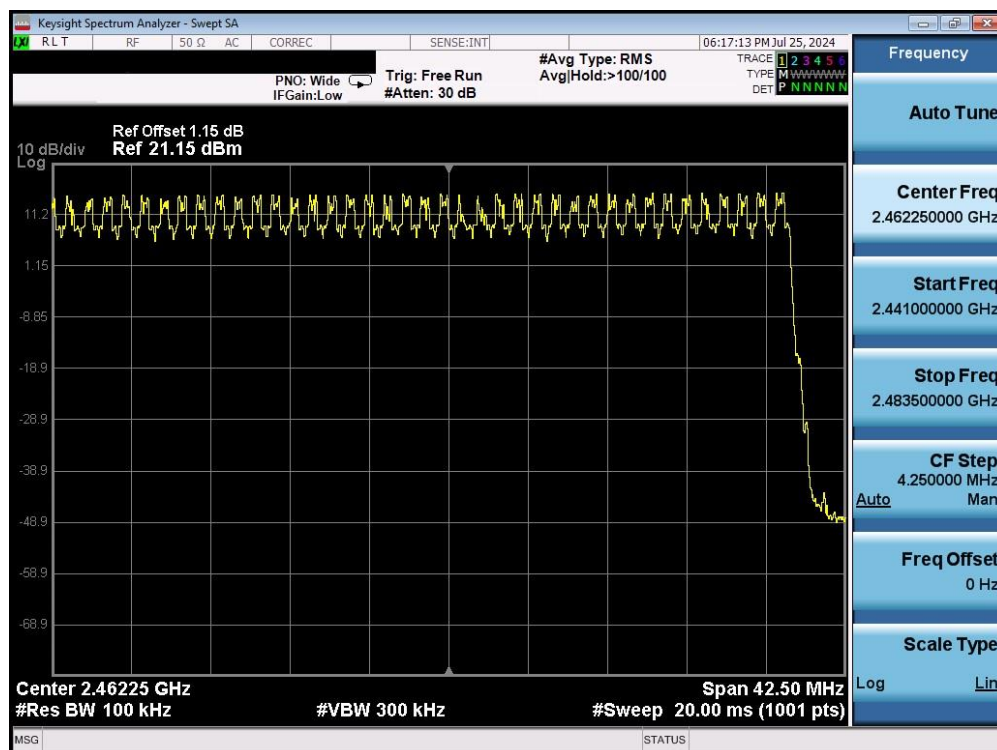 Keysight Spectrum Analyzer - Swept SA
LXI RLT RF 50 Ω AC CORREC SENSE:INT 06:17:13 PM Jul 25, 2024
Frequency
PNO: Wide
IFGain:Low
Trig: Free Run
#Atten: 30 dB
#Avg Type: RMS
Avg|Hold:>100/100
TRACE 1 2 3 4 5 6
TYPE M W W W W W
DET P N N N N N
Auto Tune
Ref Offset 1.15 dB
10 dB/div Ref 21.15 dBm
Log
11.2
1.15
-8.85
-18.9
-28.9
-38.9
-48.9
-58.9
-68.9
Center Freq
2.462250000 GHz
Start Freq
2.441000000 GHz
Stop Freq
2.483500000 GHz
CF Step
4.250000 MHz
Auto Man
Freq Offset
0 Hz
Scale Type
Log Lin
Center 2.46225 GHz Span 42.50 MHz
#Res BW 100 kHz #VBW 300 kHz #Sweep 20.00 ms (1001 pts)
MSG STATUS